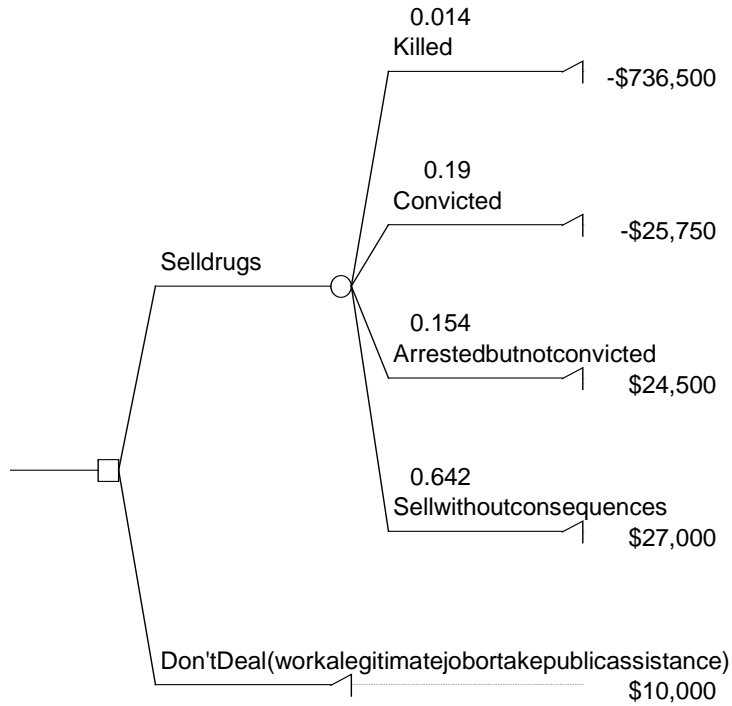 0.014
Killed
-$736,500
0.19
Convicted
-$25,750
Selldrugs
0.154
Arrestedbutnotconvicted
$24,500
0.642
Sellwithoutconsequences
$27,000
Don'tDeal(workalegitimatejobortakepublicassistance)
$10,000